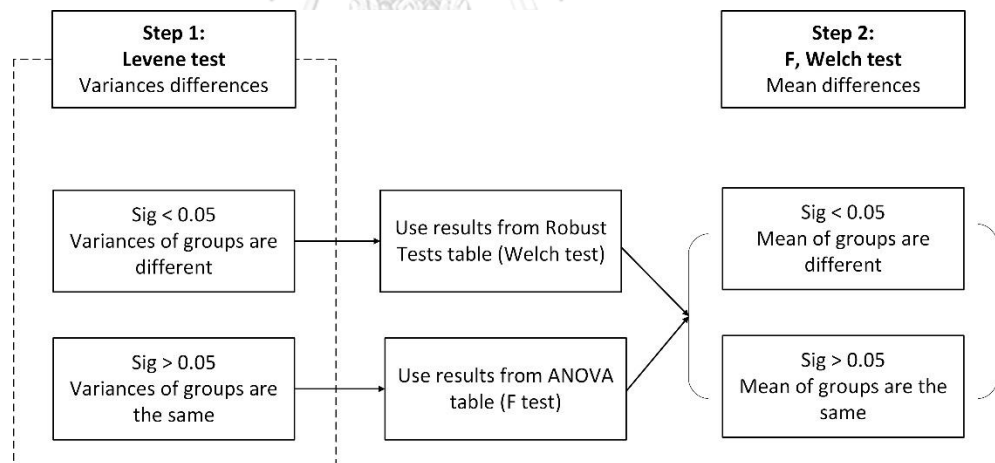 Step 1:
Levene test
Variances differences
Step 2:
F, Welch test
Mean differences
Sig < 0.05
Variances of groups are
different
Use results from Robust
Tests table (Welch test)
Sig < 0.05
Mean of groups are
different
Sig > 0.05
Variances of groups are
the same
Use results from ANOVA
table (F test)
Sig > 0.05
Mean of groups are the
same